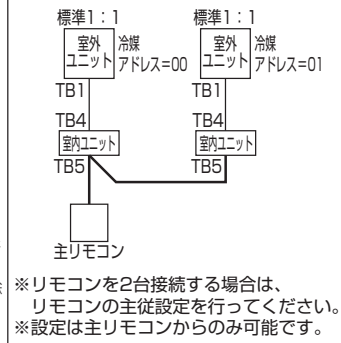 標準1：1 標準1：1
室外ユニット 冷媒アドレス=00 室外ユニット 冷媒アドレス=01
TB1 TB1
TB4 TB4
室内ユニット 室内ユニット
TB5 TB5
主リモコン
※リモコンを2台接続する場合は、
リモコンの主従設定を行ってください。
※設定は主リモコンからのみ可能です。